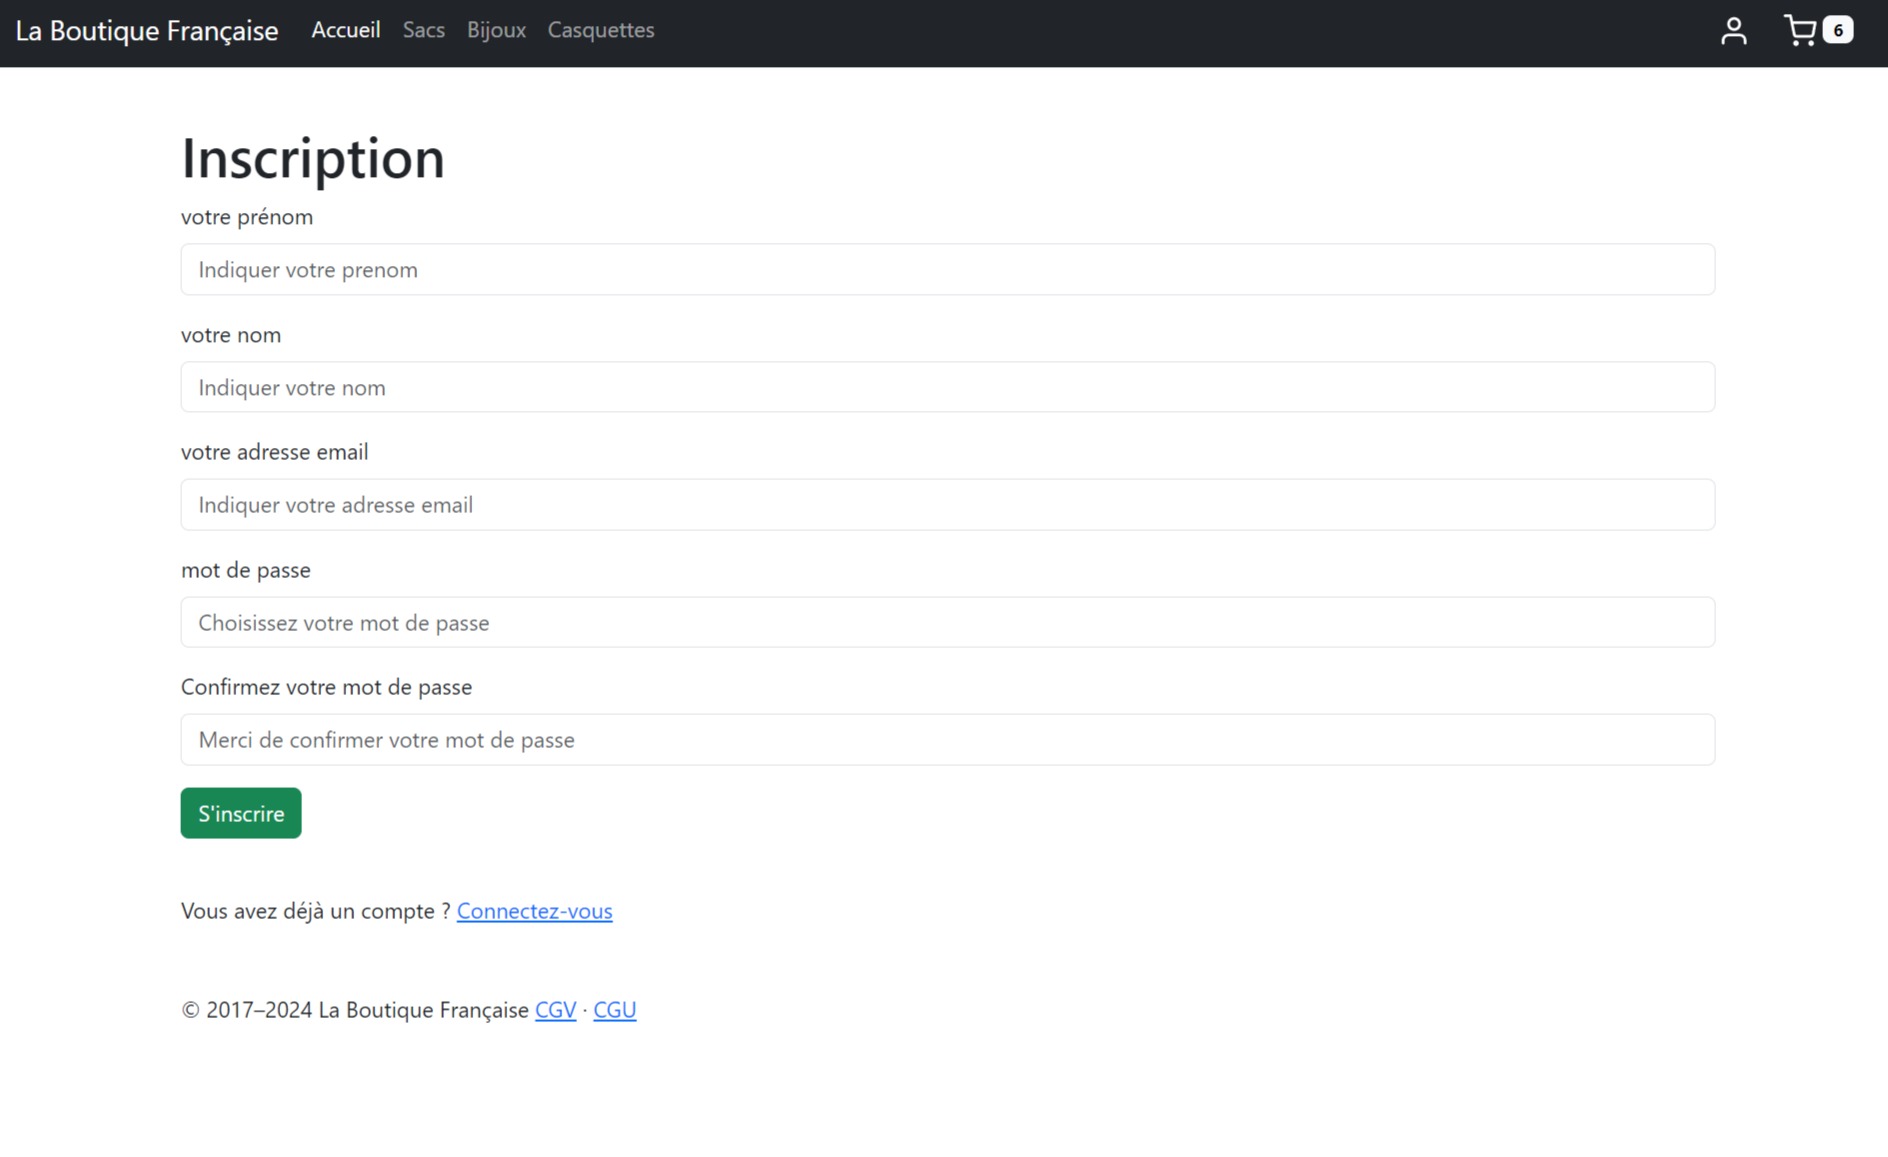 La Boutique Française Accueil Sacs Bijoux Casquettes 6
Inscription
votre prénom
Indiquer votre prenom
votre nom
Indiquer votre nom
votre adresse email
Indiquer votre adresse email
mot de passe
Choisissez votre mot de passe
Confirmez votre mot de passe
Merci de confirmer votre mot de passe
S'inscrire
Vous avez déjà un compte ? Connectez-vous
© 2017–2024 La Boutique Française CGV · CGU